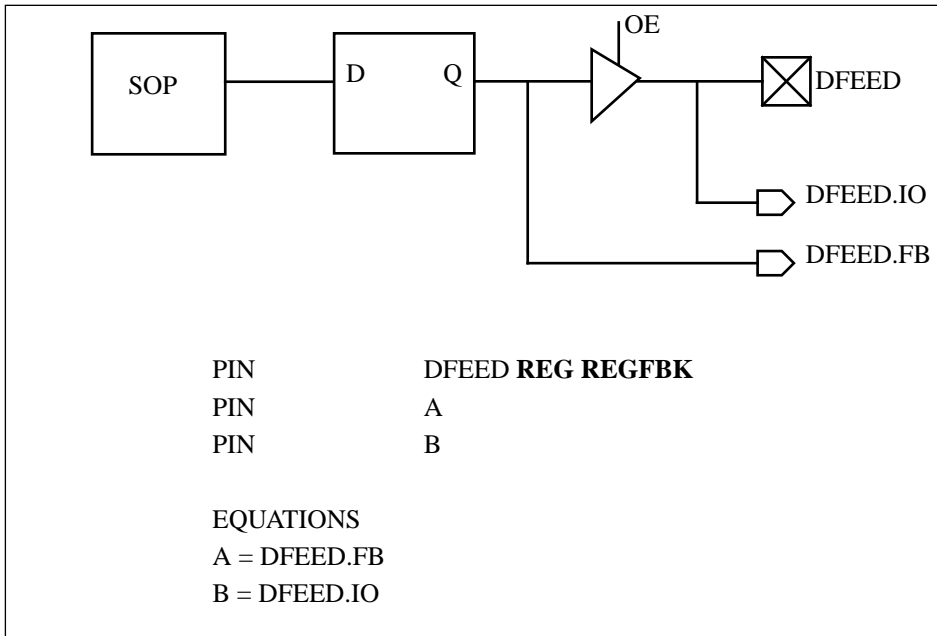 OE
SOP
D
Q
DFEED
DFEED.IO
DFEED.FB
PIN DFEED REG REGFBK
PIN A
PIN B
EQUATIONS
A = DFEED.FB
B = DFEED.IO